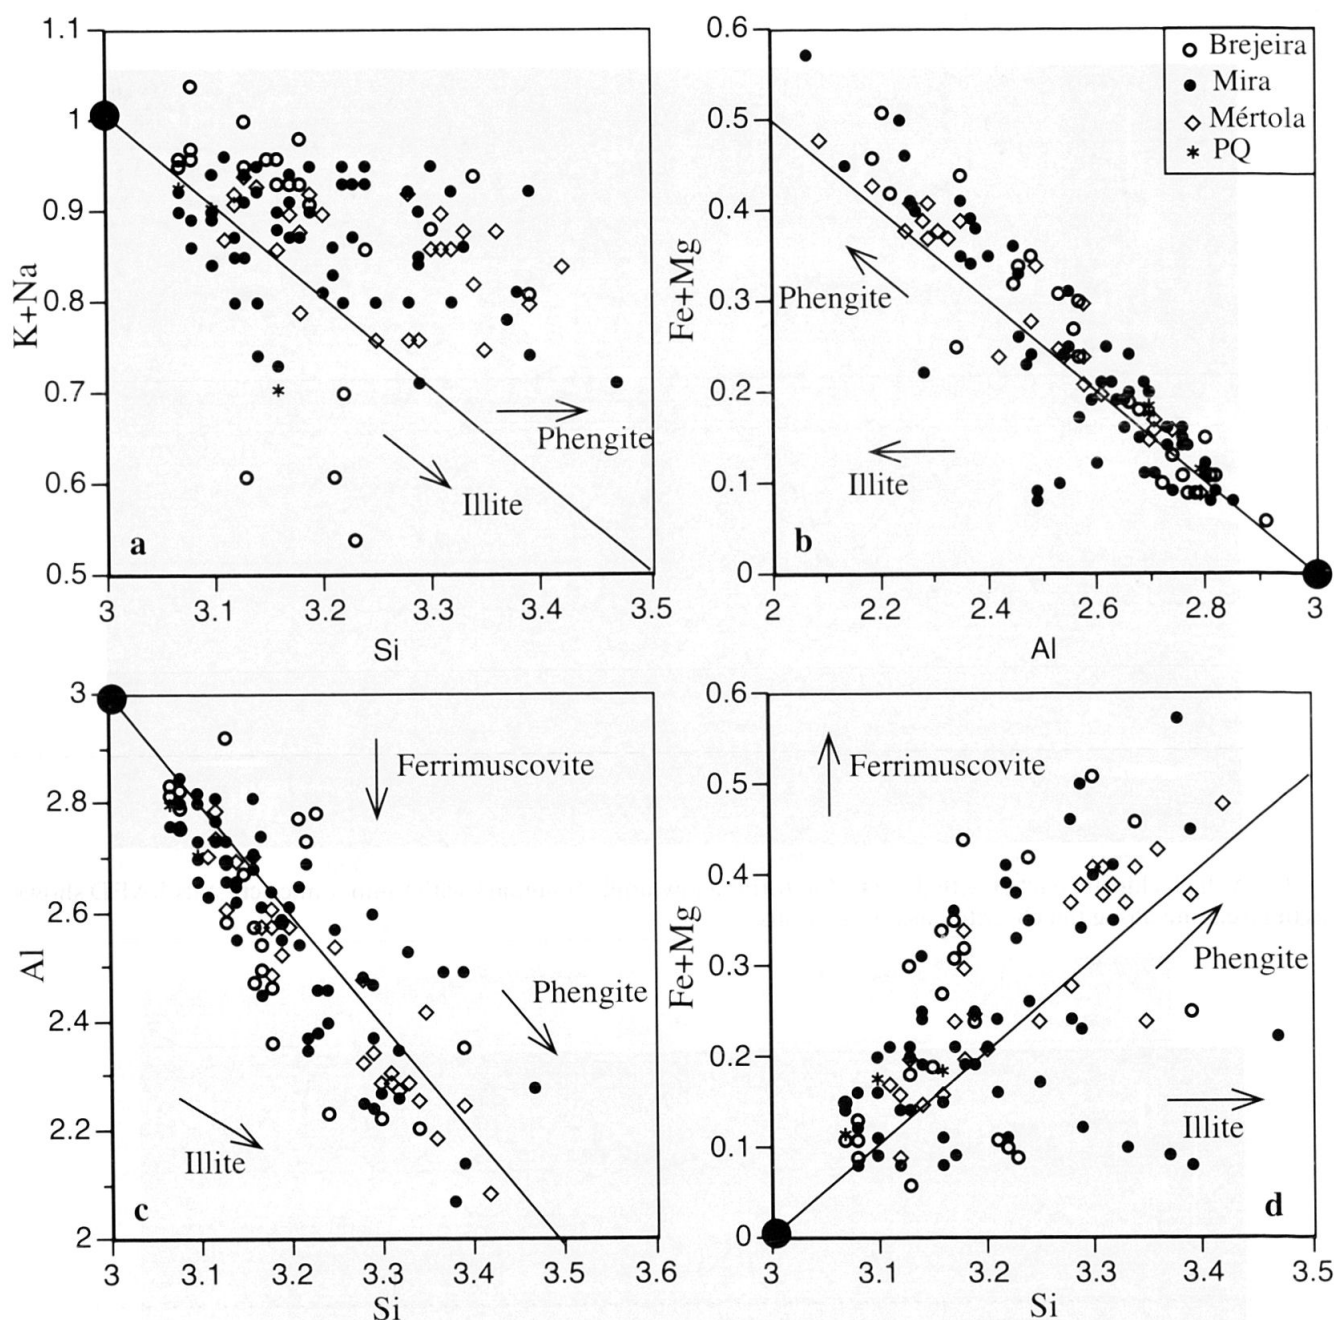 1.1
1
0.9
0.8
0.7
0.6
0.5
K+Na
Phengite
Illite
a
3 3.1 3.2 3.3 3.4 3.5
Si
0.6
0.5
0.4
0.3
0.2
0.1
0
Fe+Mg
Brejeira
Mira
Mértola
PQ
Phengite
Illite
b
2 2.2 2.4 2.6 2.8 3
Al
3
2.8
2.6
2.4
2.2
2
Al
Ferrimuscovite
Phengite
Illite
c
3 3.1 3.2 3.3 3.4 3.5 3.6
Si
0.6
0.5
0.4
0.3
0.2
0.1
0
Fe+Mg
Ferrimuscovite
Phengite
Illite
d
3 3.1 3.2 3.3 3.4 3.5
Si